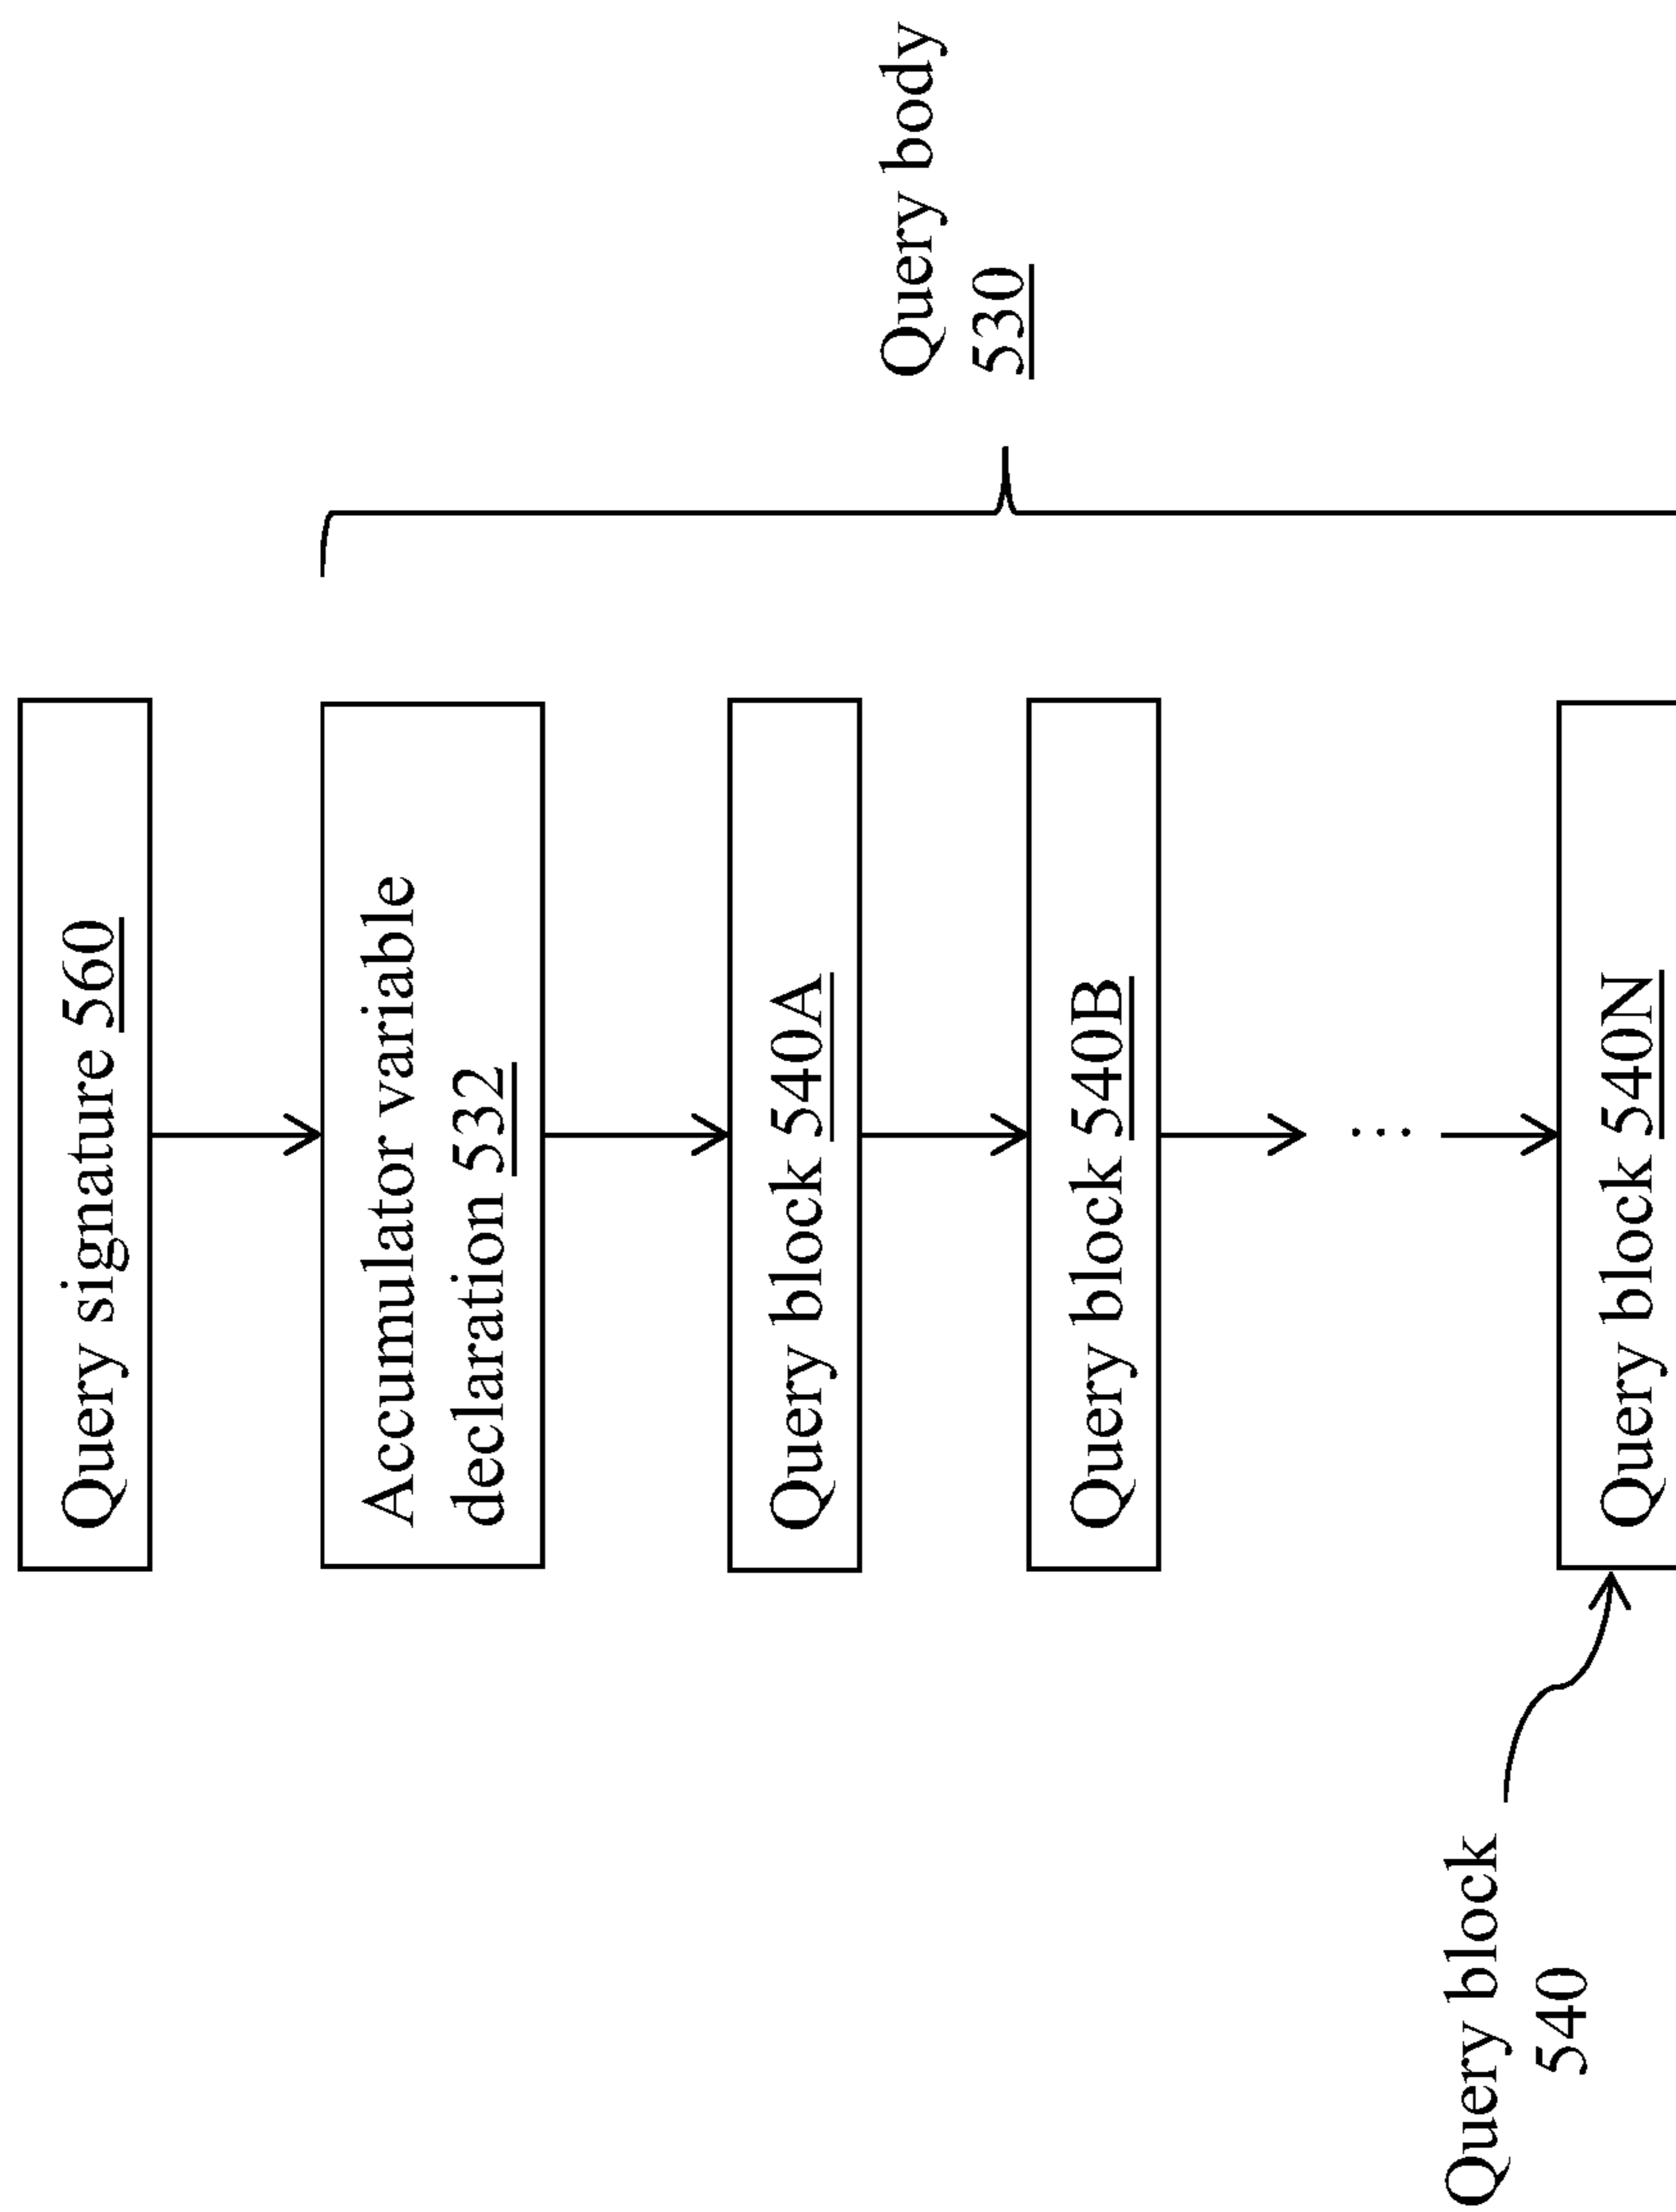 Query signature 560
Accumulator variable
declaration 532
Query block 540A
Query block 540B
Query block 540N
Query block
540
Query body
530